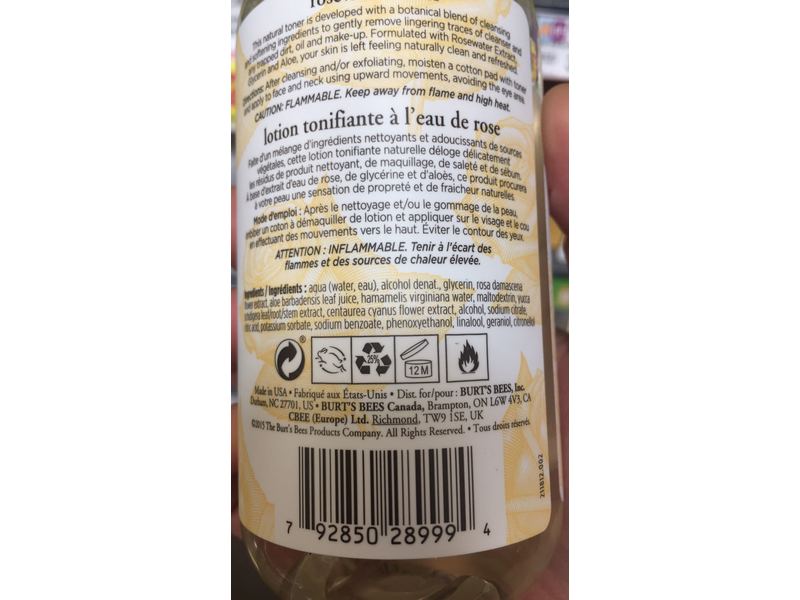 This natural toner is developed with a botanical blend of cleansing
and softening ingredients to gently remove lingering traces of cleanser and
any trapped dirt, oil and make-up. Formulated with Rosewater Extract,
Glycerin and Aloe, your skin is left feeling naturally clean and refreshed.
Directions: After cleansing and/or exfoliating, moisten a cotton pad with toner
and apply to face and neck using upward movements, avoiding the eye area.
CAUTION: FLAMMABLE. Keep away from flame and high heat.
lotion tonifiante à l'eau de rose
Faite d'un mélange d'ingrédients nettoyants et adoucissants de sources
végétales, cette lotion tonifiante naturelle déloge délicatement
les résidus de produit nettoyant, de maquillage, de saleté et de sébum.
À base d'extrait d'eau de rose, de glycérine et d'aloès, ce produit procurera
à votre peau une sensation de propreté et de fraicheur naturelles.
Mode d'emploi : Après le nettoyage et/ou le gommage de la peau,
imbiber un coton à démaquiller de lotion et appliquer sur le visage et le cou
en effectuant des mouvements vers le haut. Éviter le contour des yeux.
ATTENTION : INFLAMMABLE. Tenir à l'écart des
flammes et des sources de chaleur élevée.
Ingredients / Ingrédients : aqua (water, eau), alcohol denat., glycerin, rosa damascena
flower extract, aloe barbadensis leaf juice, hamamelis virginiana water, maltodextrin, yucca
schidigera leaf/root/stem extract, centaurea cyanus flower extract, alcohol, sodium citrate,
citric acid, potassium sorbate, sodium benzoate, phenoxyethanol, linalool, geraniol, citronellol
®
25%
12 M
Made in USA • Fabriqué aux États-Unis • Dist. for/pour : BURT'S BEES, Inc.
Durham, NC 27701, US • BURT'S BEES Canada, Brampton, ON L6W 4V3, CA
CBEE (Europe) Ltd. Richmond, TW9 1SE, UK
©2015 The Burt's Bees Products Company. All Rights Reserved. • Tous droits réservés.
211812.002
7 92850 28999 4